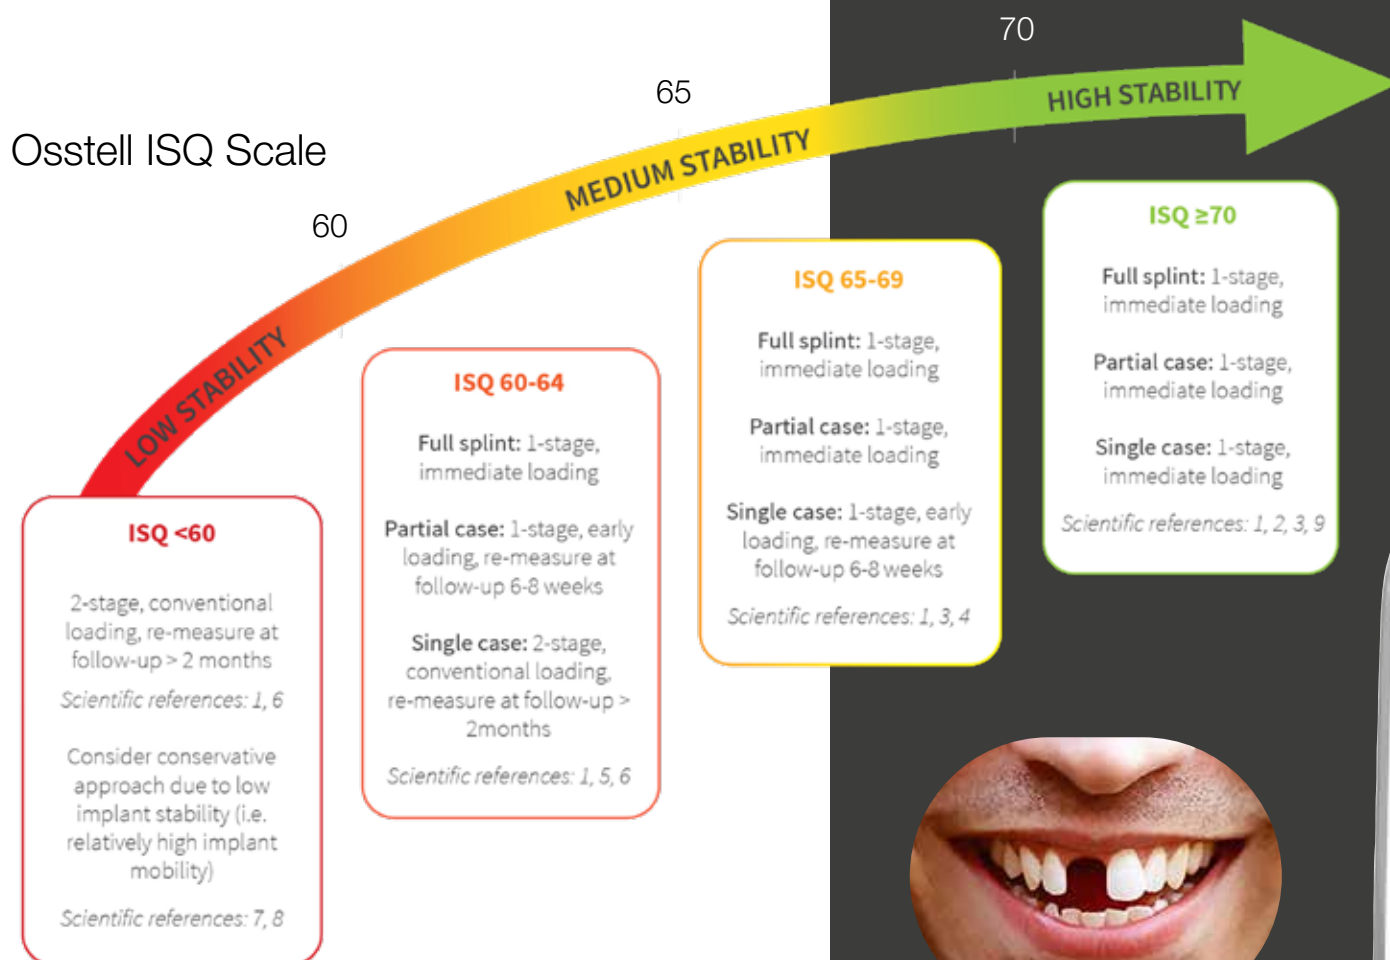 Osstell ISQ Scale
60
65
70
LOW STABILITY
MEDIUM STABILITY
HIGH STABILITY
ISQ <60
2-stage, conventional
loading, re-measure at
follow-up > 2 months
Scientific references: 1, 6
Consider conservative
approach due to low
implant stability (i.e.
relatively high implant
mobility)
Scientific references: 7, 8
ISQ 60-64
Full splint: 1-stage,
immediate loading
Partial case: 1-stage, early
loading, re-measure at
follow-up 6-8 weeks
Single case: 2-stage,
conventional loading,
re-measure at follow-up >
2months
Scientific references: 1, 5, 6
ISQ 65-69
Full splint: 1-stage,
immediate loading
Partial case: 1-stage,
immediate loading
Single case: 1-stage, early
loading, re-measure at
follow-up 6-8 weeks
Scientific references: 1, 3, 4
ISQ ≥70
Full splint: 1-stage,
immediate loading
Partial case: 1-stage,
immediate loading
Single case: 1-stage,
immediate loading
Scientific references: 1, 2, 3, 9